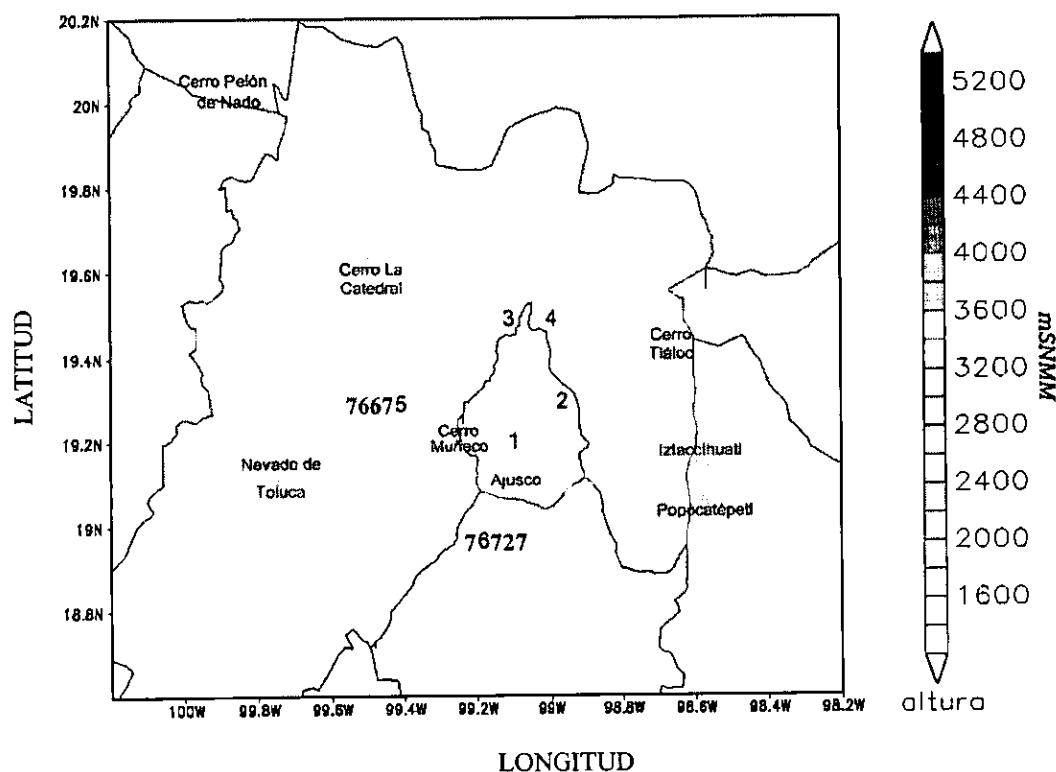 20.2N
20N
19.8N
19.6N
19.4N
19.2N
19N
18.8N
LATITUD
Cerro Pelón
de Nado
Cerro La
Catedral
3
4
Cerro
Tláloc
76675
2
Cerro
Muñeco
1
Iztaccihuatl
Nevado de
Toluca
Ajusco
Popocatépetl
76727
100W
99.8W
99.6W
99.4W
99.2W
99W
98.8W
98.6W
98.4W
98.2W
LONGITUD
5200
4800
4400
4000
3600
3200
2800
2400
2000
1600
mSNMM
altura